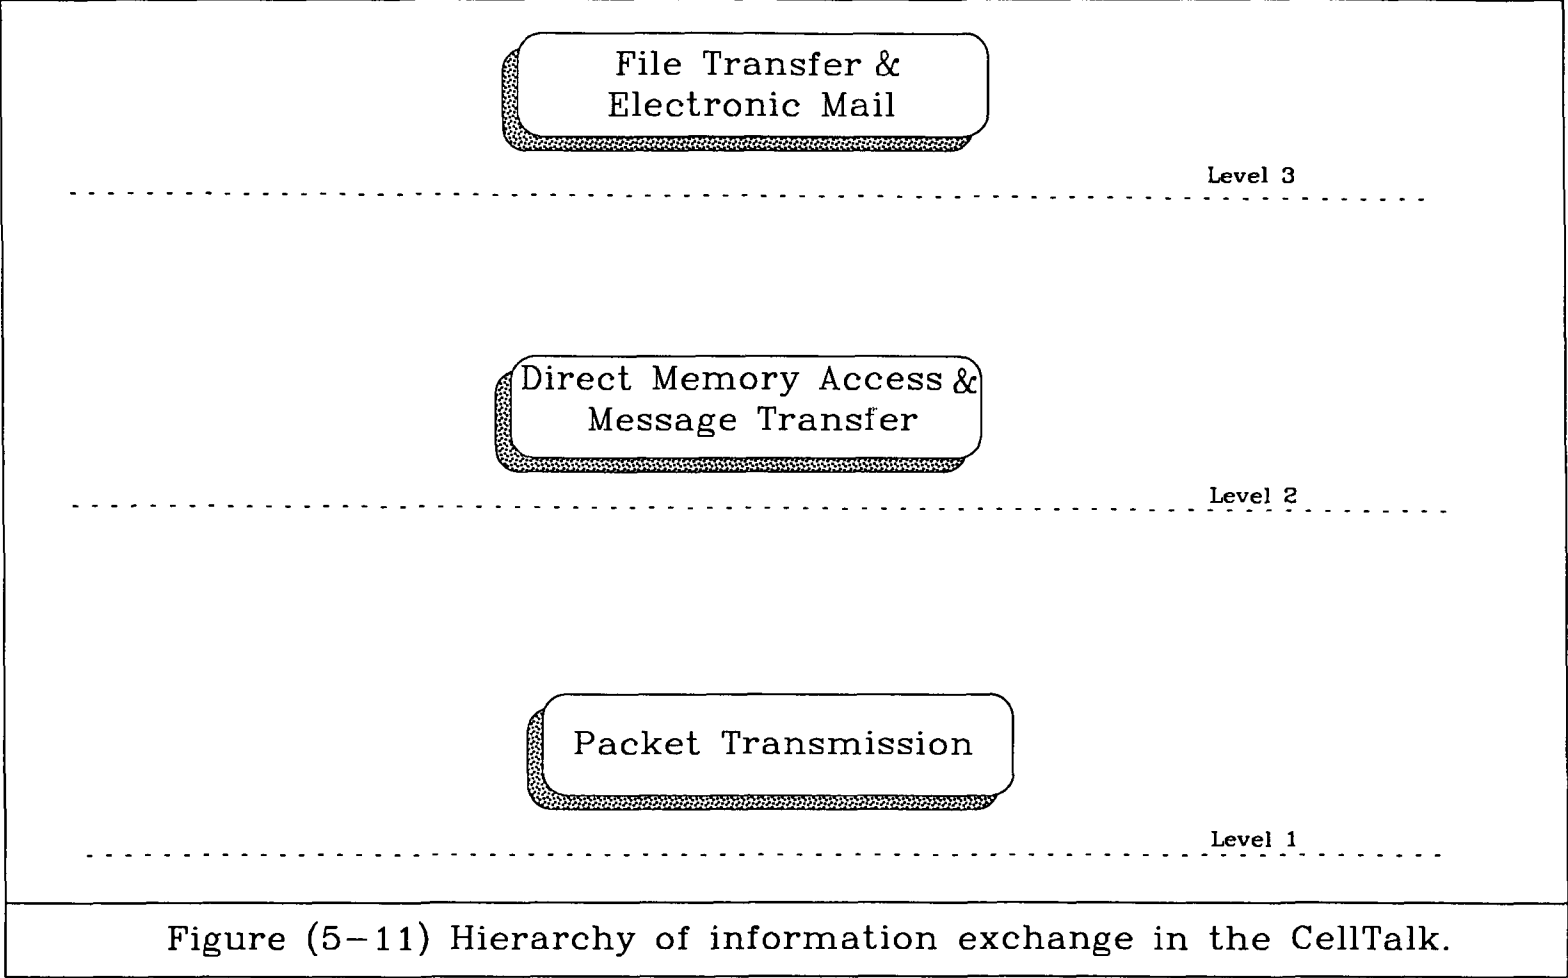 File Transfer &
Electronic Mail
Level 3
Direct Memory Access &
Message Transfer
Level 2
Packet Transmission
Level 1
Figure (5-11) Hierarchy of information exchange in the CellTalk.